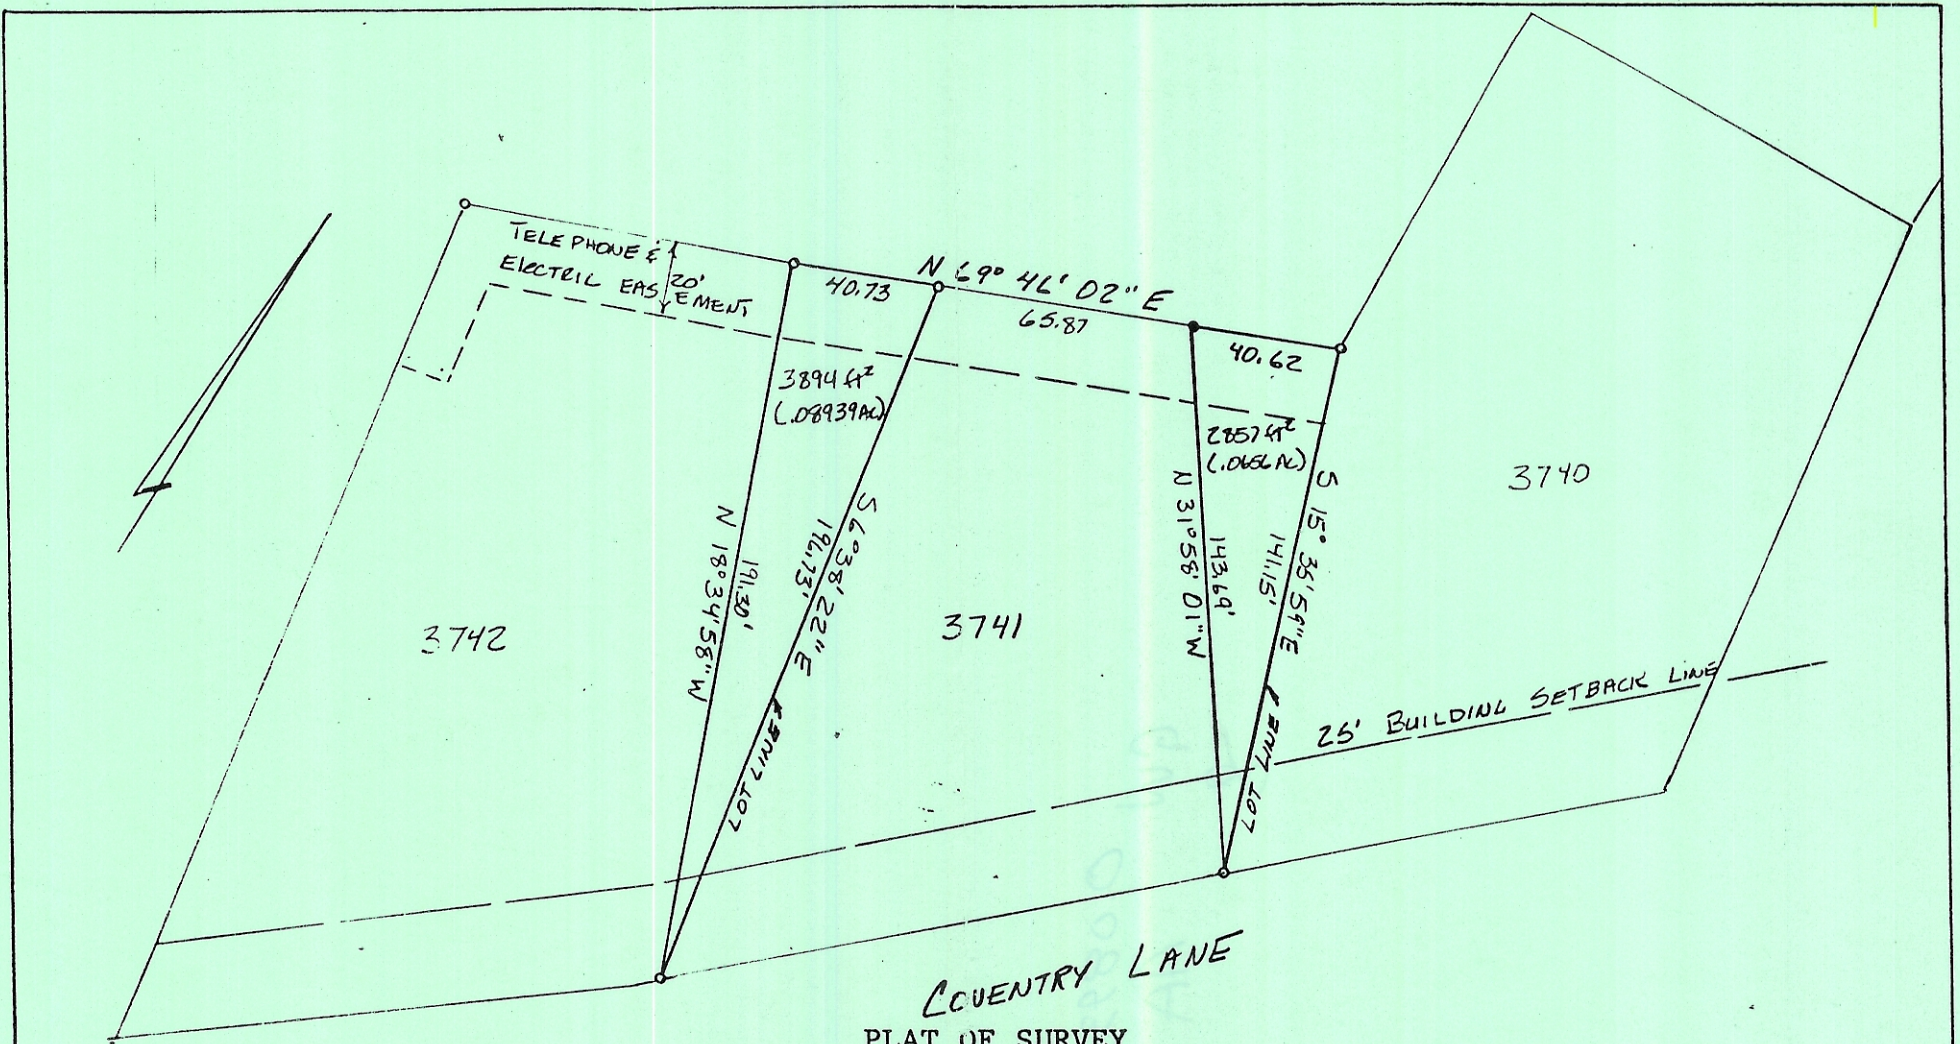 TELEPHONE &
ELECTRIC EASEMENT
20'
40.73
N 69° 46' 02" E
65.87
40.62
3894 ft²
(.08939AC)
2857 ft²
(.0656 AC)
N 18° 34' 58" W
191.30'
S 6° 38' 22" E
196.73'
LOT LINE
N 31° 58' 01" W
143.69'
S 15° 36' 59" E
141.15'
LOT LINE
3742
3741
3740
25' BUILDING SETBACK LINE
COVENTRY LANE
PLAT OF SURVEY